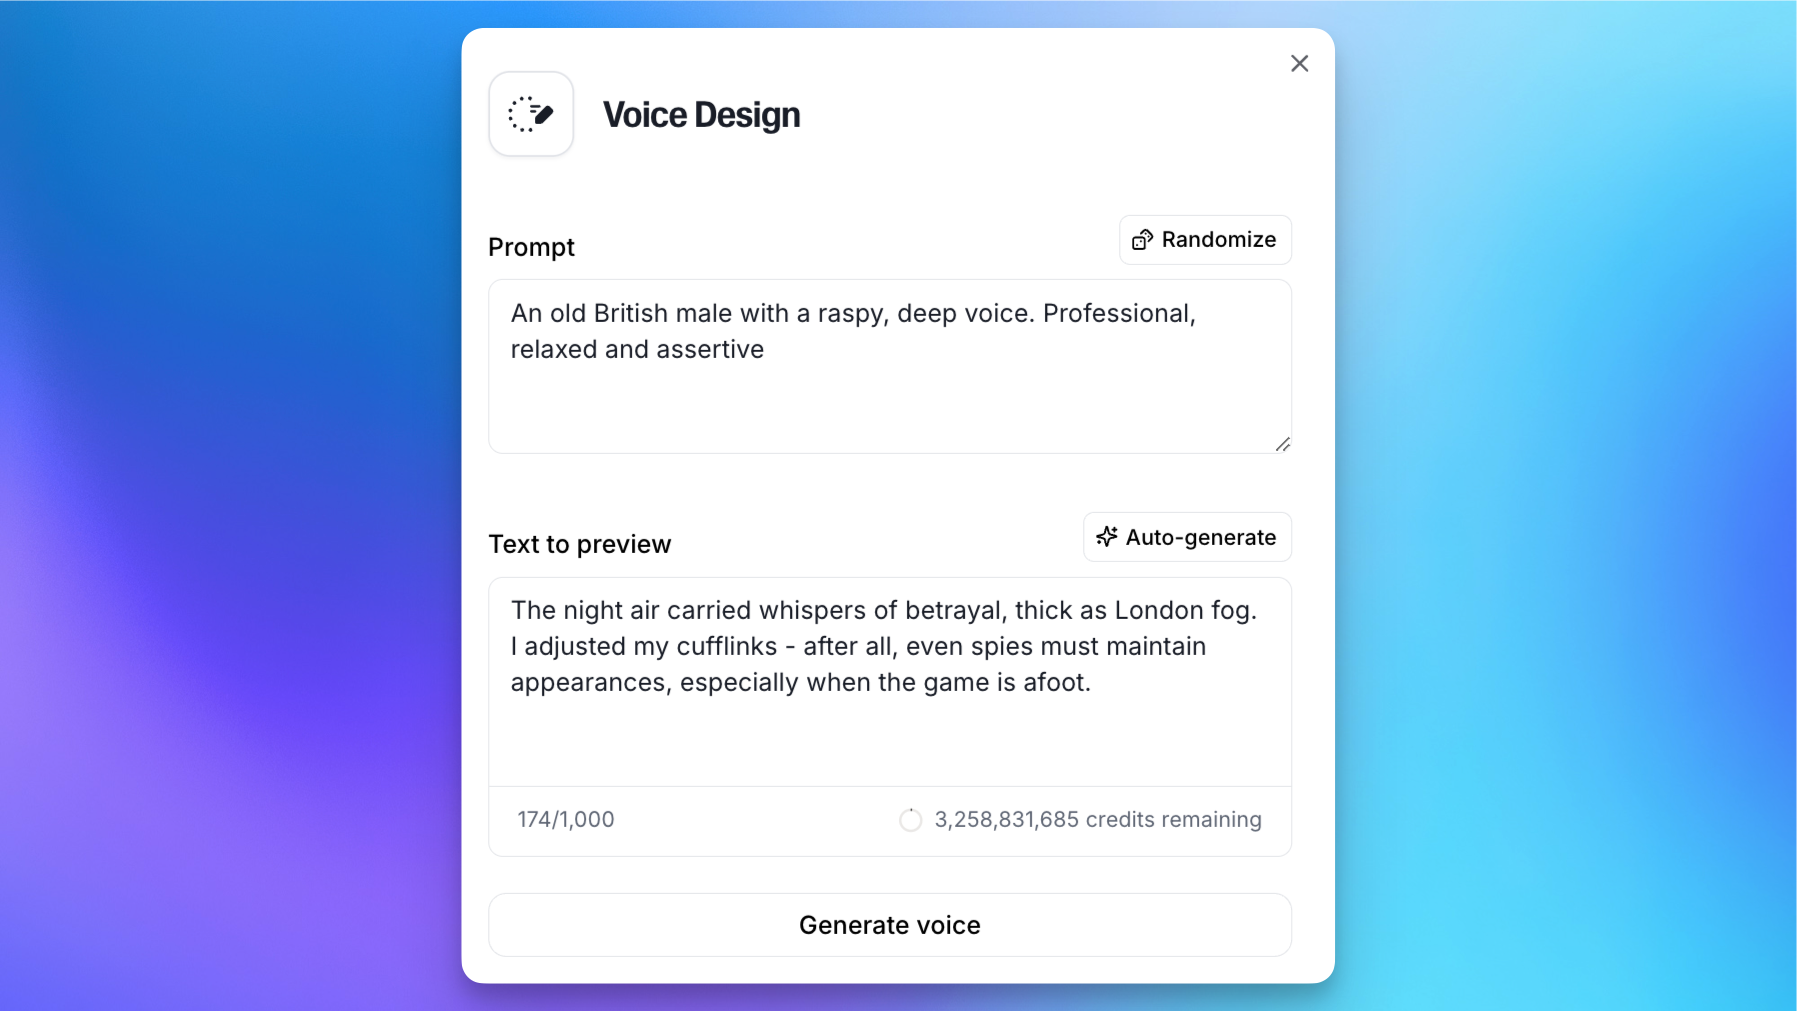 Voice Design
Prompt
Randomize
An old British male with a raspy, deep voice. Professional,
relaxed and assertive
Text to preview
Auto-generate
The night air carried whispers of betrayal, thick as London fog.
I adjusted my cufflinks - after all, even spies must maintain
appearances, especially when the game is afoot.
174/1,000
3,258,831,685 credits remaining
Generate voice